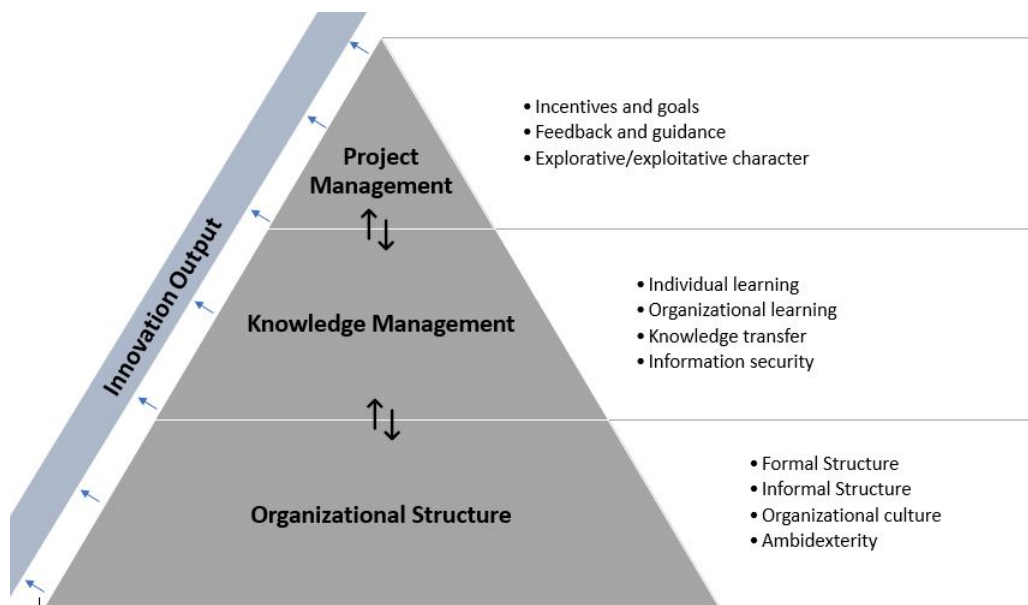 • Incentives and goals
• Feedback and guidance
• Explorative/exploitative character
Project
Management
Innovation Output
Knowledge Management
• Individual learning
• Organizational learning
• Knowledge transfer
• Information security
Organizational Structure
• Formal Structure
• Informal Structure
• Organizational culture
• Ambidexterity